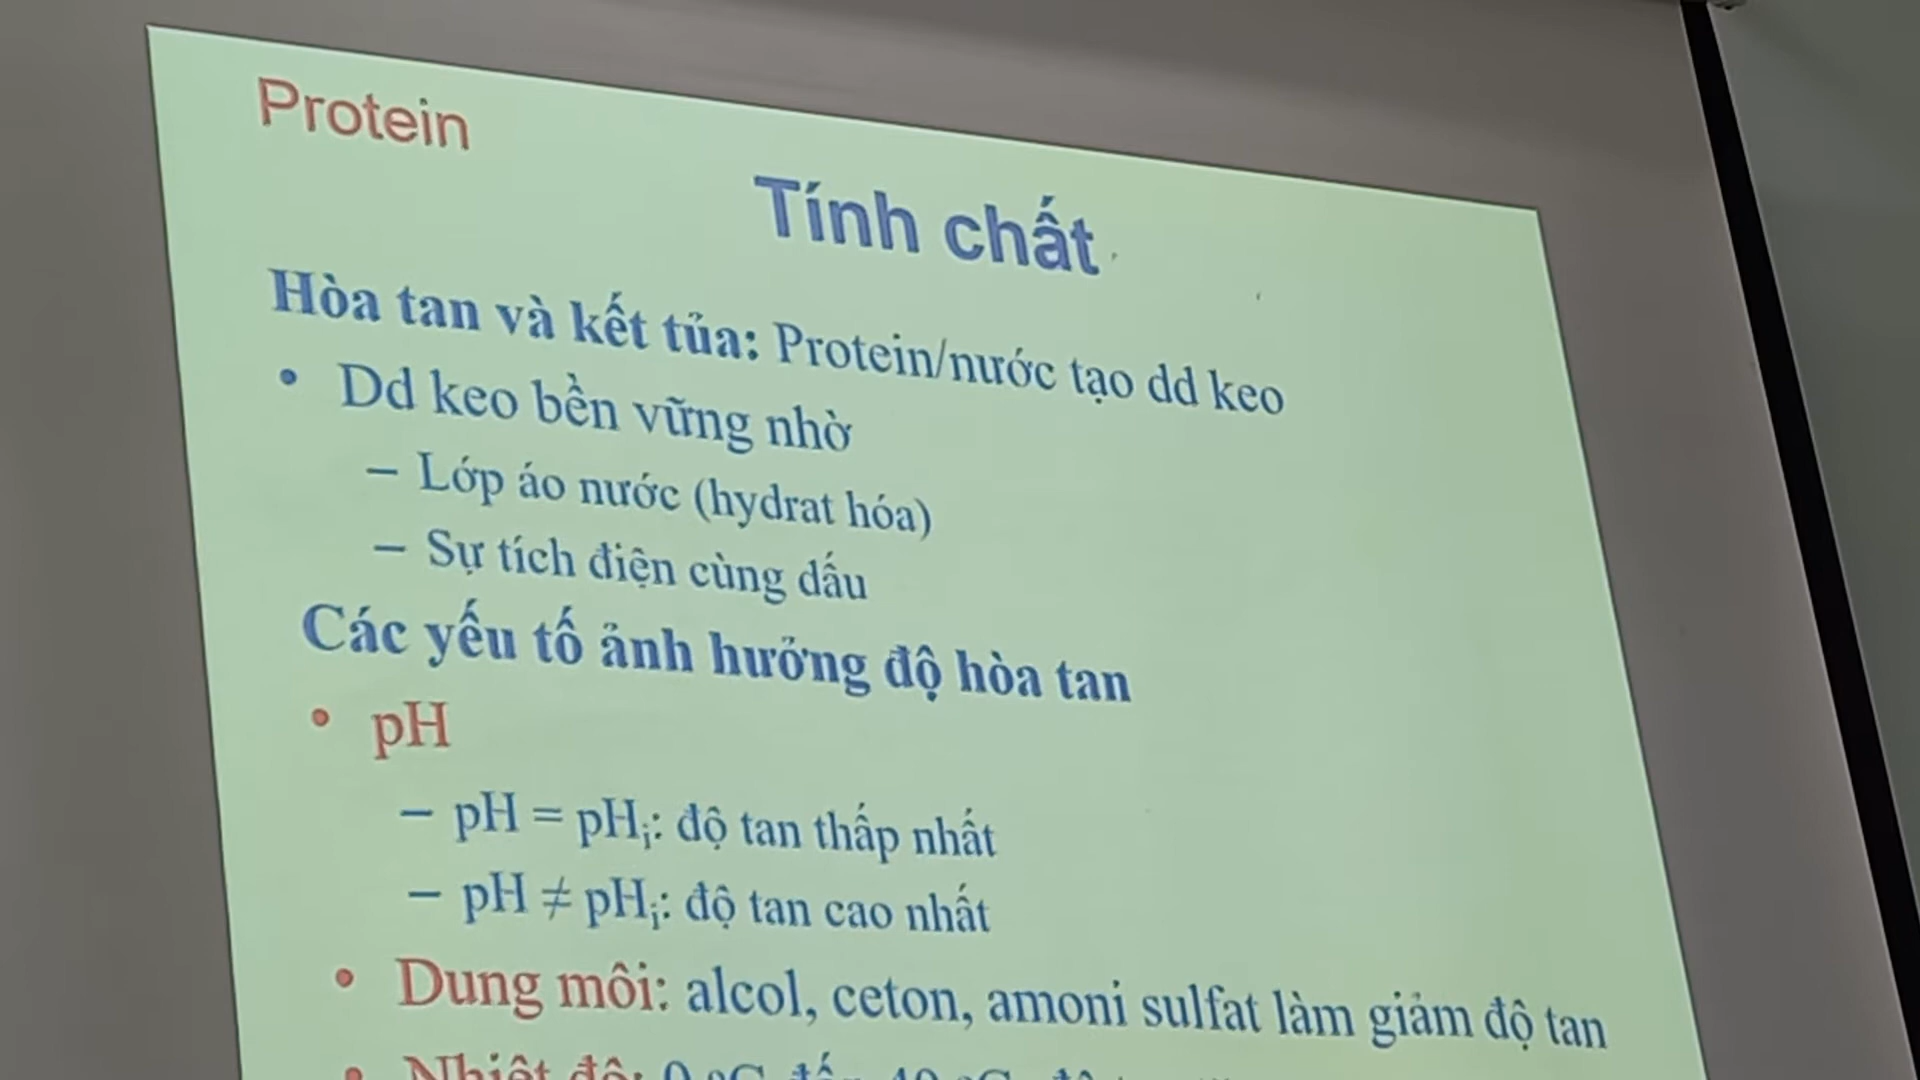 Protein
Tính chất
Hòa tan và kết tủa: Protein/nước tạo dd keo
• Dd keo bền vững nhờ
– Lớp áo nước (hydrat hóa)
– Sự tích điện cùng dấu
Các yếu tố ảnh hưởng độ hòa tan
• pH
– pH = pHi: độ tan thấp nhất
– pH ≠ pHi: độ tan cao nhất
• Dung môi: alcol, ceton, amoni sulfat làm giảm độ tan
• Nhiệt độ: 0 oC đến 40 oC